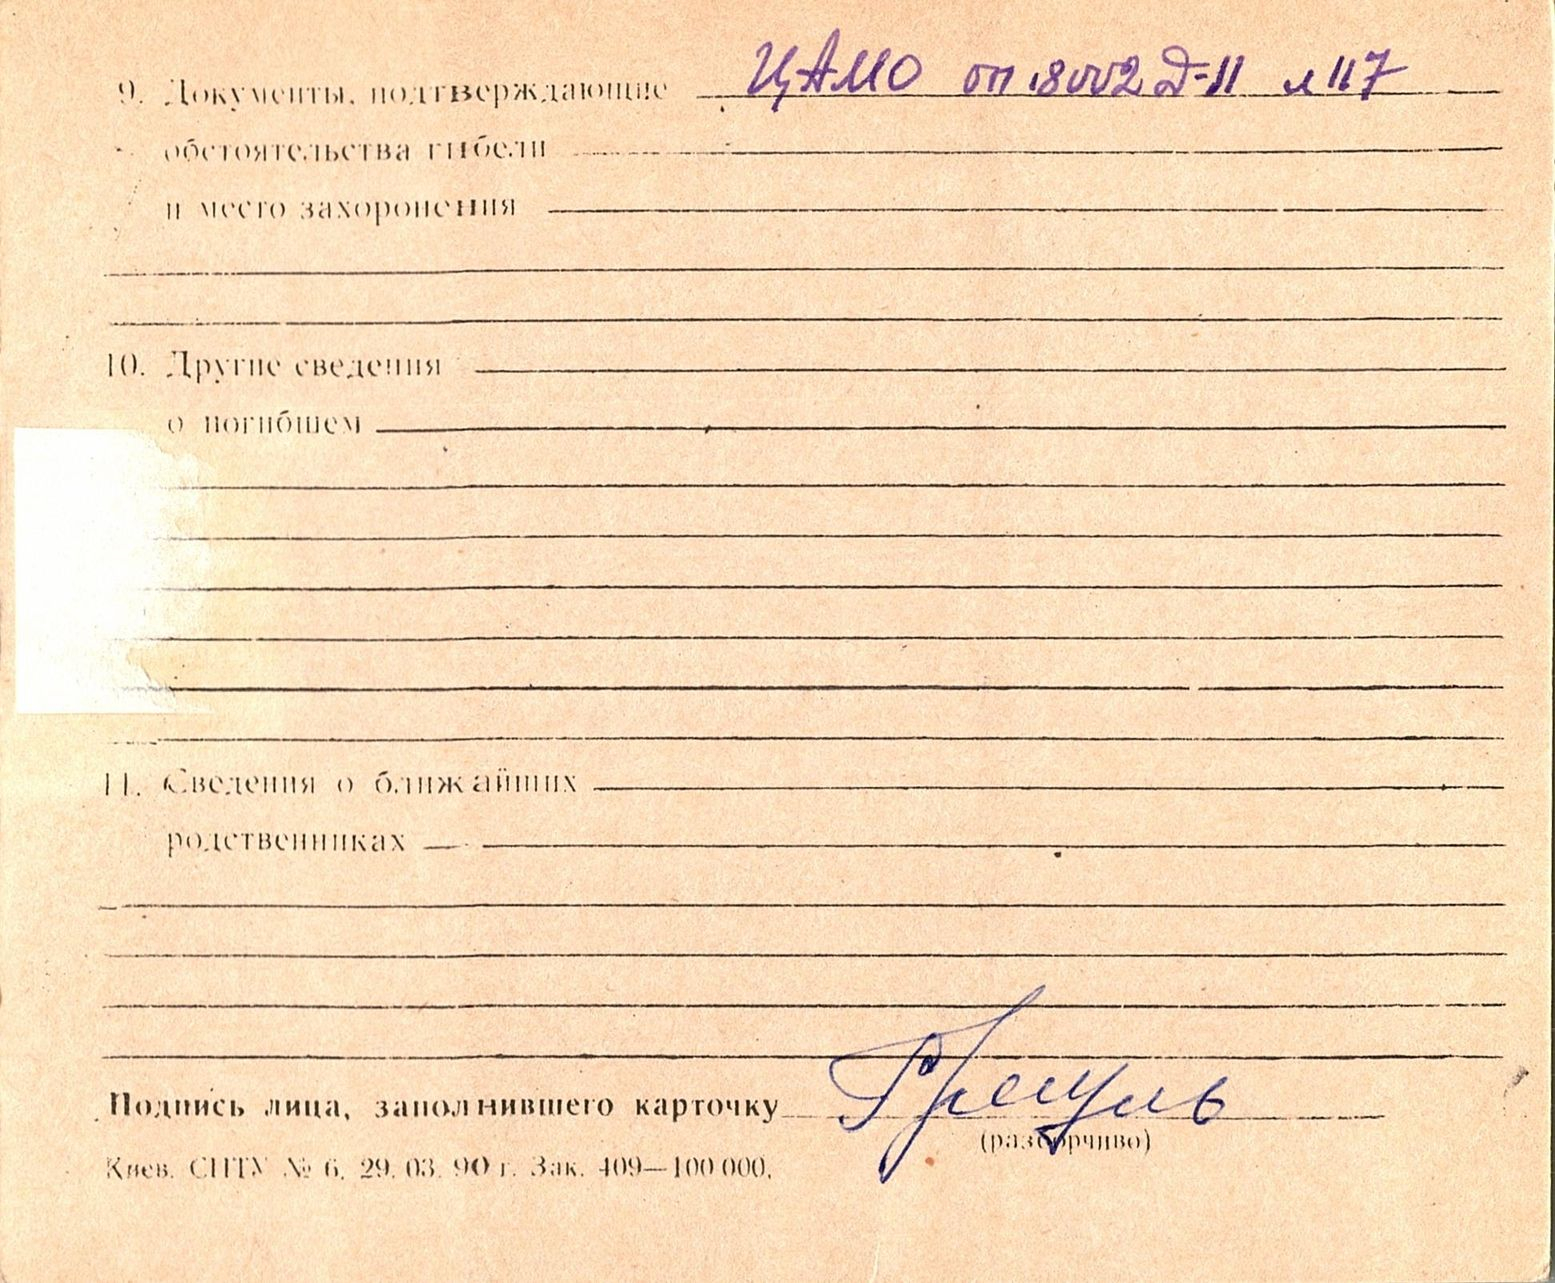 9. Документы, подтверждающие ЦАМО оп 18002 Д-11 л 117
обстоятельства гибели
и место захоронения
10. Другие сведения
о погибшем
11. Сведения о ближайших
родственниках
Подпись лица, заполнившего карточку
(разборчиво)
Киев. СПТУ № 6. 29. 03. 90 г. Зак. 409—100 000.